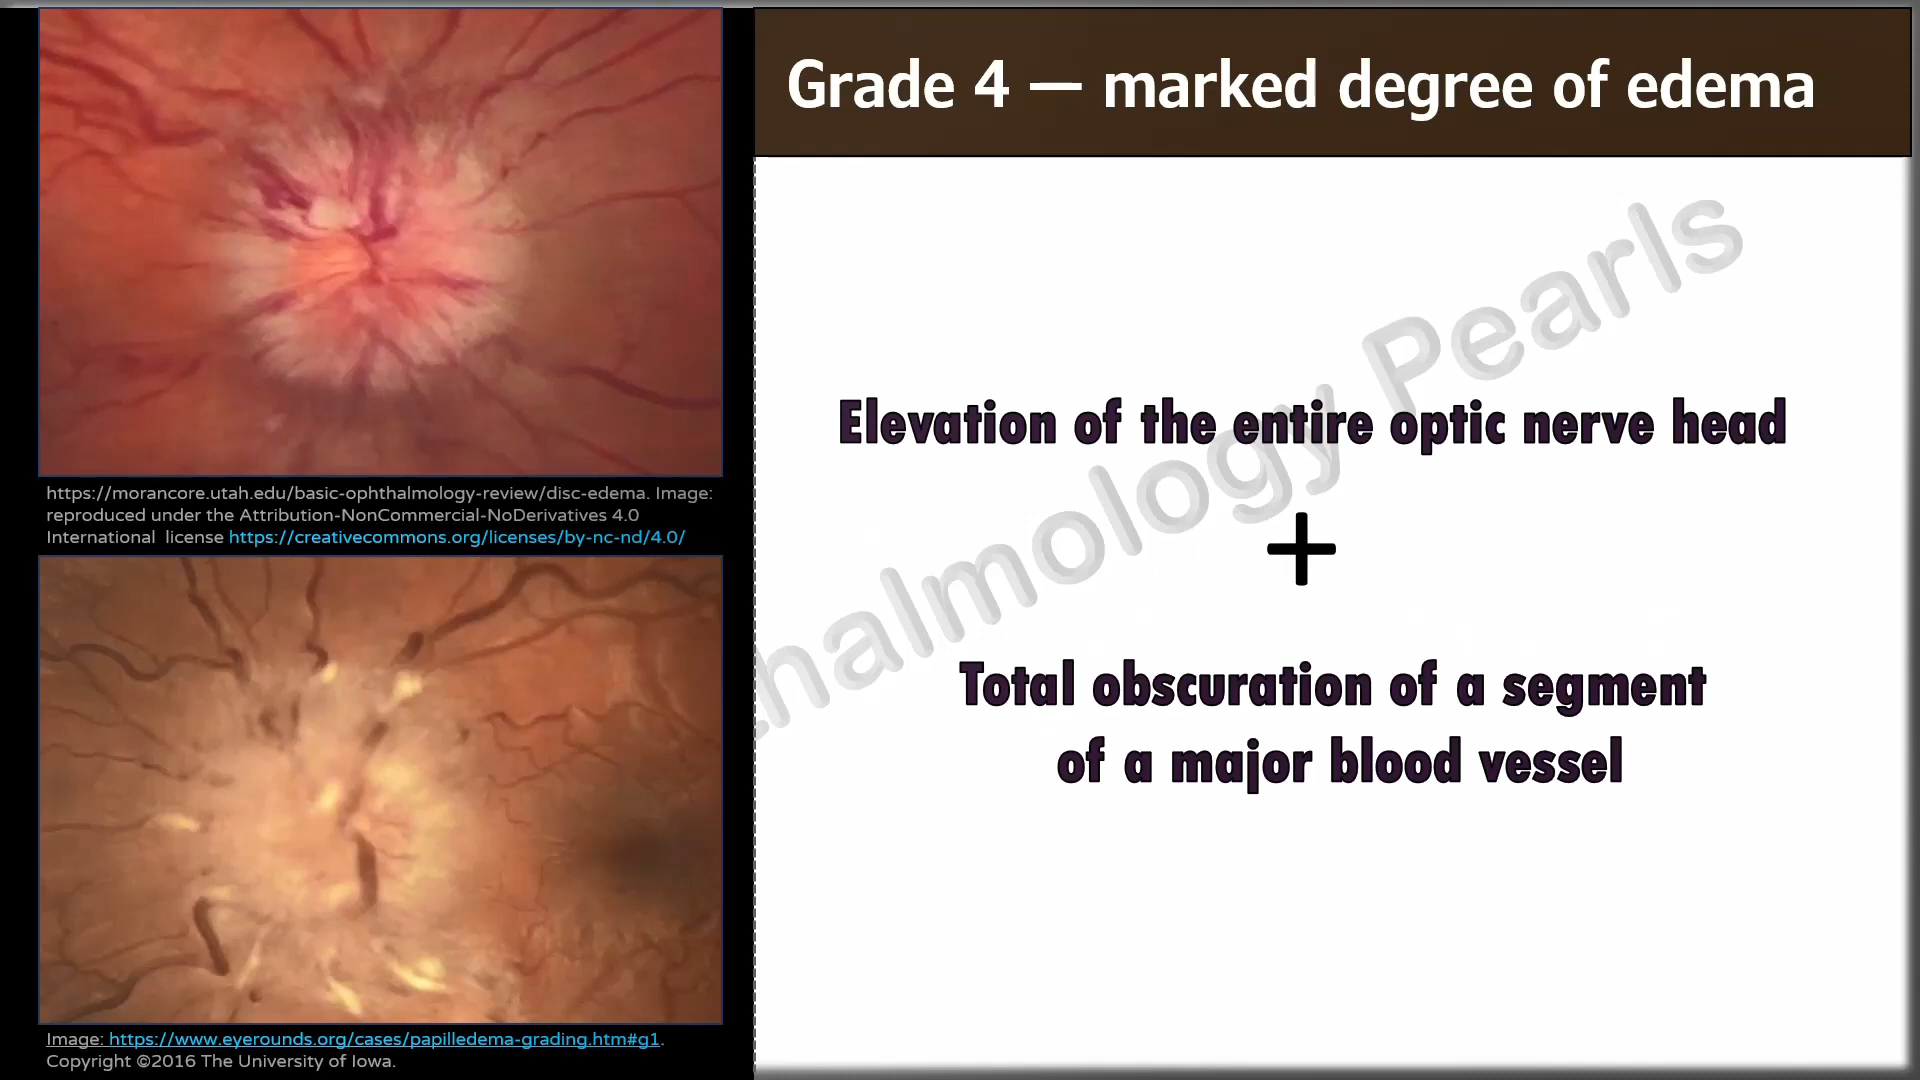 Grade 4 — marked degree of edema
Elevation of the entire optic nerve head
+
Total obscuration of a segment
of a major blood vessel
thalmology Pearls
https://morancore.utah.edu/basic-ophthalmology-review/disc-edema. Image:
reproduced under the Attribution-NonCommercial-NoDerivatives 4.0
International license https://creativecommons.org/licenses/by-nc-nd/4.0/
Image: https://www.eyerounds.org/cases/papilledema-grading.htm#g1.
Copyright ©2016 The University of Iowa.